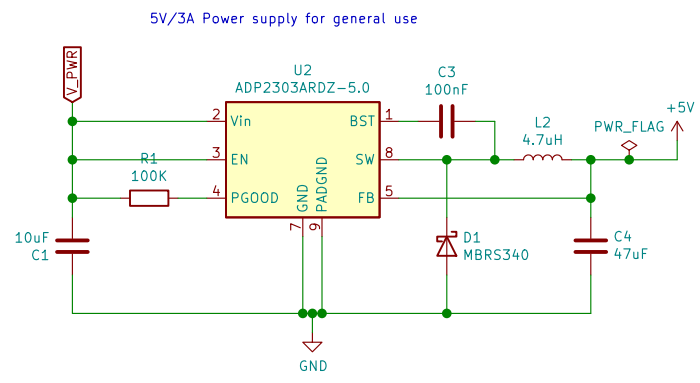 5V/3A Power supply for general use
V_PWR
U2
ADP2303ARDZ-5.0
C3
100nF
+5V
L2
4.7uH
PWR_FLAG
2
Vin
BST
1
3
EN
SW
8
R1
100K
4
PGOOD
GND
PADGND
FB
5
7
9
10uF
C1
D1
MBRS340
C4
47uF
GND